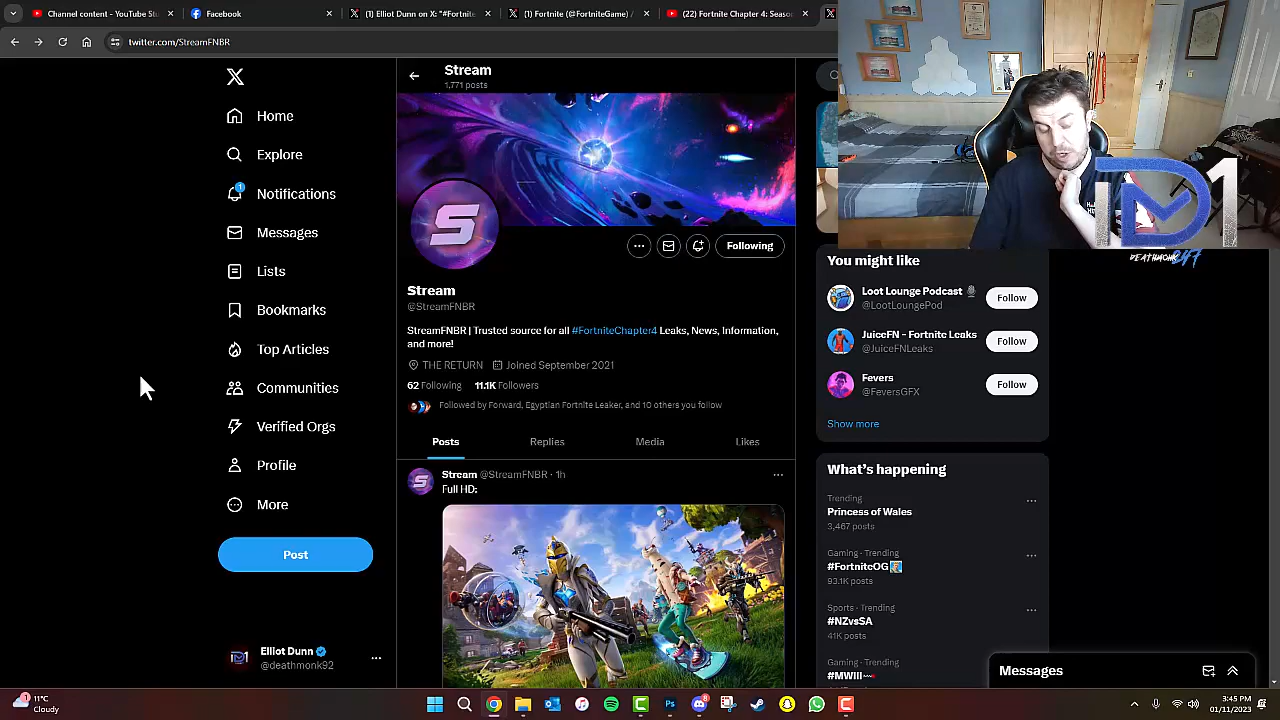 Channel content - YouTube Stu
Facebook
(1) Elliot Dunn on X: "#Fortnite
(1) Fortnite (@FortniteGame) /
(22) Fortnite Chapter 4: Seaso
twitter.com/StreamFNBR
Home
Explore
Notifications
1
Messages
Lists
Bookmarks
Top Articles
Communities
Verified Orgs
Profile
More
Post
Elliot Dunn
@deathmonk92
Stream
1,771 posts
S
Following
Stream
@StreamFNBR
StreamFNBR | Trusted source for all #FortniteChapter4 Leaks, News, Information,
and more!
THE RETURN Joined September 2021
62 Following 11.1K Followers
Followed by Forward, Egyptian Fortnite Leaker, and 10 others you follow
Posts Replies Media Likes
Stream @StreamFNBR · 1h
Full HD:
You might like
Loot Lounge Podcast
@LootLoungePod
Follow
JuiceFN - Fortnite Leaks
@JuiceFNLeaks
Follow
Fevers
@FeversGFX
Follow
Show more
What's happening
Trending
Princess of Wales
3,467 posts
Gaming · Trending
#FortniteOG
93.1K posts
Sports · Trending
#NZvsSA
41K posts
Gaming · Trending
#MWIII
Messages
11°C
Cloudy
3:45 PM
01/11/2023